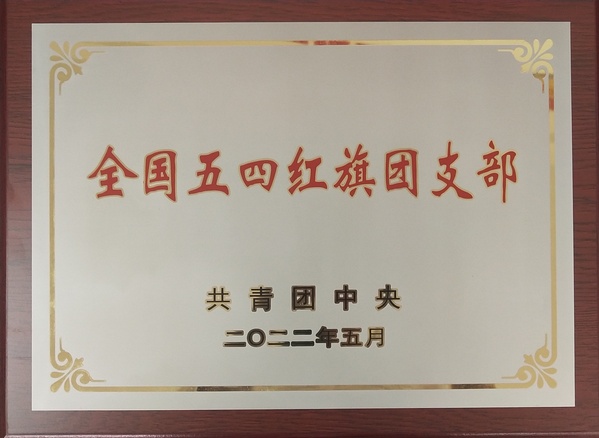 全国五四红旗团支部
共青团中央
二〇二二年五月